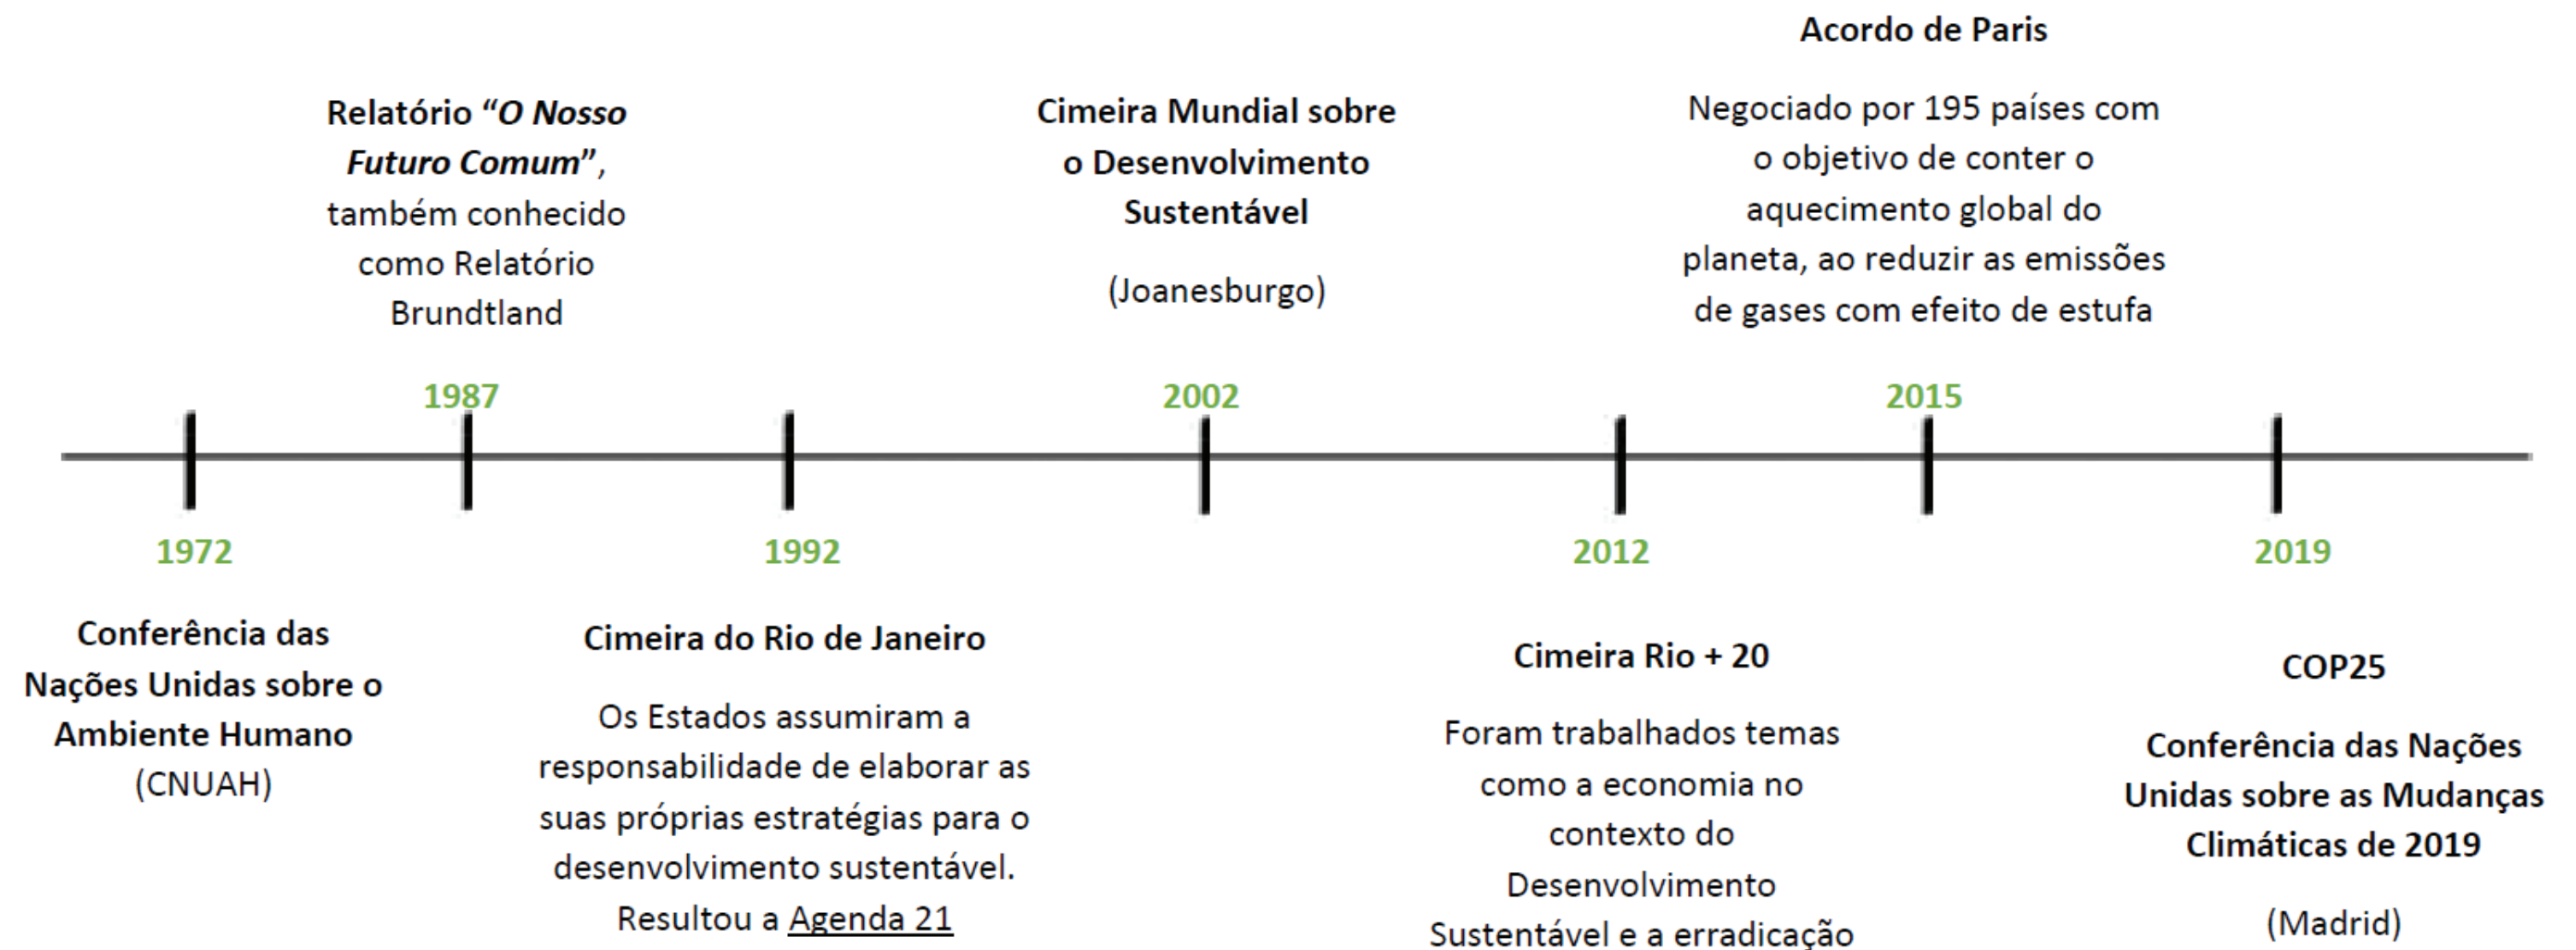 Acordo de Paris
Negociado por 195 países com
o objetivo de conter o
aquecimento global do
planeta, ao reduzir as emissões
de gases com efeito de estufa
Relatório “O Nosso
Futuro Comum”,
também conhecido
como Relatório
Brundtland
Cimeira Mundial sobre
o Desenvolvimento
Sustentável
(Joanesburgo)
1987
2002
2015
1972
1992
2012
2019
Conferência das
Nações Unidas sobre o
Ambiente Humano
(CNUAH)
Cimeira do Rio de Janeiro
Os Estados assumiram a
responsabilidade de elaborar as
suas próprias estratégias para o
desenvolvimento sustentável.
Resultou a Agenda 21
Cimeira Rio + 20
Foram trabalhados temas
como a economia no
contexto do
Desenvolvimento
Sustentável e a erradicação
COP25
Conferência das Nações
Unidas sobre as Mudanças
Climáticas de 2019
(Madrid)